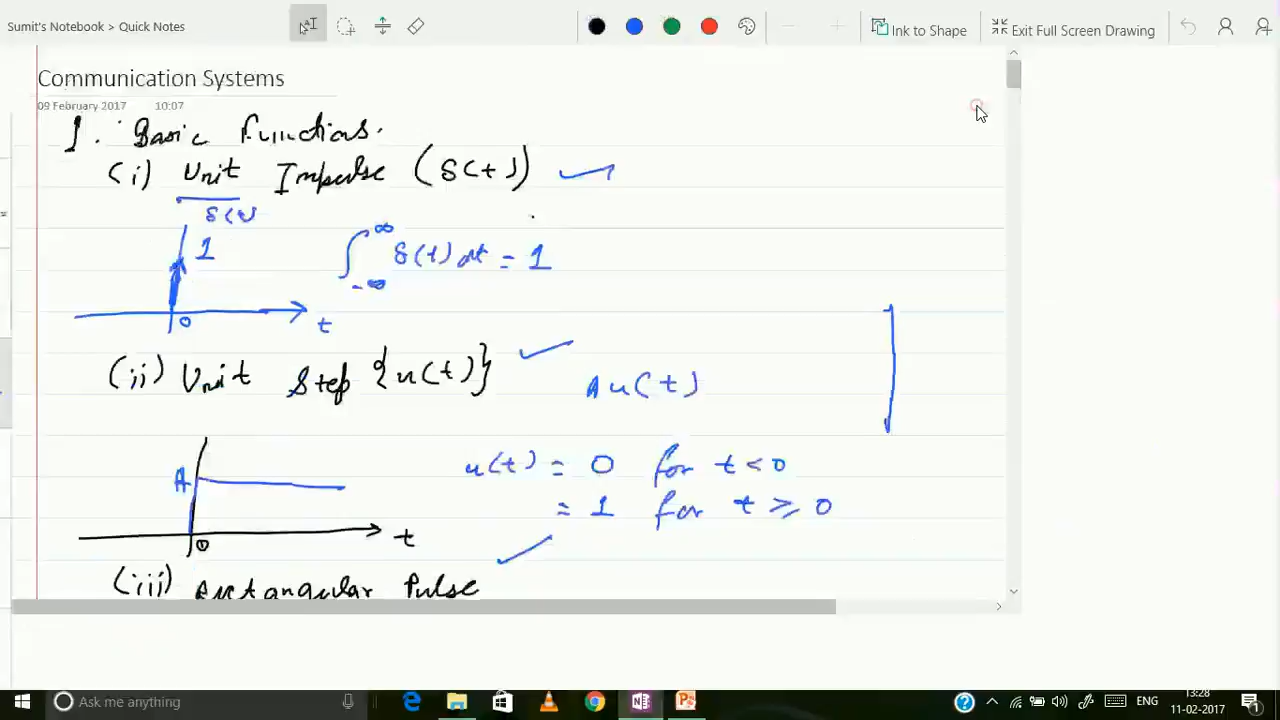 Sumit's Notebook > Quick Notes
Ink to Shape
Exit Full Screen Drawing
Communication Systems
09 February 2017 10:07
1. Basic Functions.
(i) Unit Impulse (δ(t))
δ(t)
1
∫_{-∞}^{∞} δ(t) dt = 1
0
t
(ii) Unit Step {u(t)}
A u(t)
A
u(t) = 0 for t < 0
= 1 for t ≥ 0
0
t
(iii) Rectangular Pulse
Ask me anything
ENG
13:28
11-02-2017
1